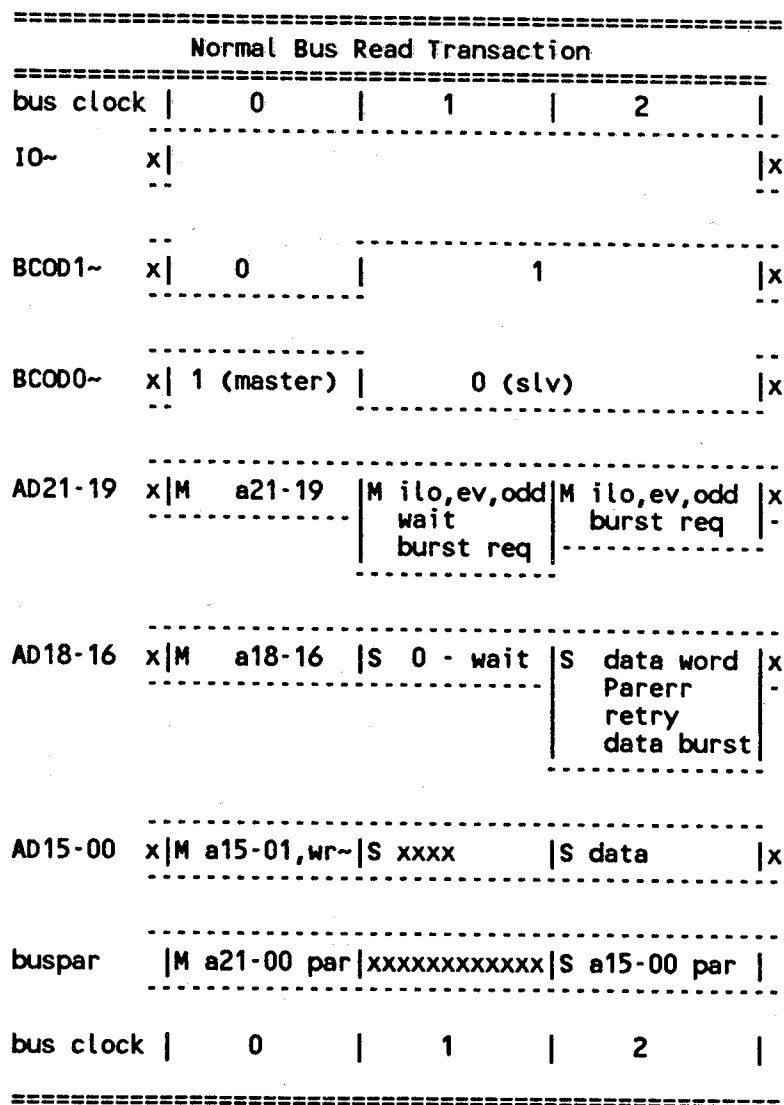 Normal Bus Read Transaction
bus clock | 0 | 1 | 2 |
IO~ x| |x
BCOD1~ x| 0 | 1 |x
BCOD0~ x| 1 (master) | 0 (slv) |x
AD21-19 x|M a21-19 |M ilo,ev,odd|M ilo,ev,odd |x
wait | burst req |
burst req |
AD18-16 x|M a18-16 |S 0 - wait |S data word |x
Parerr
retry
data burst|
AD15-00 x|M a15-01,wr~|S xxxx |S data |x
buspar |M a21-00 par|xxxxxxxxxxxx|S a15-00 par |
bus clock | 0 | 1 | 2 |